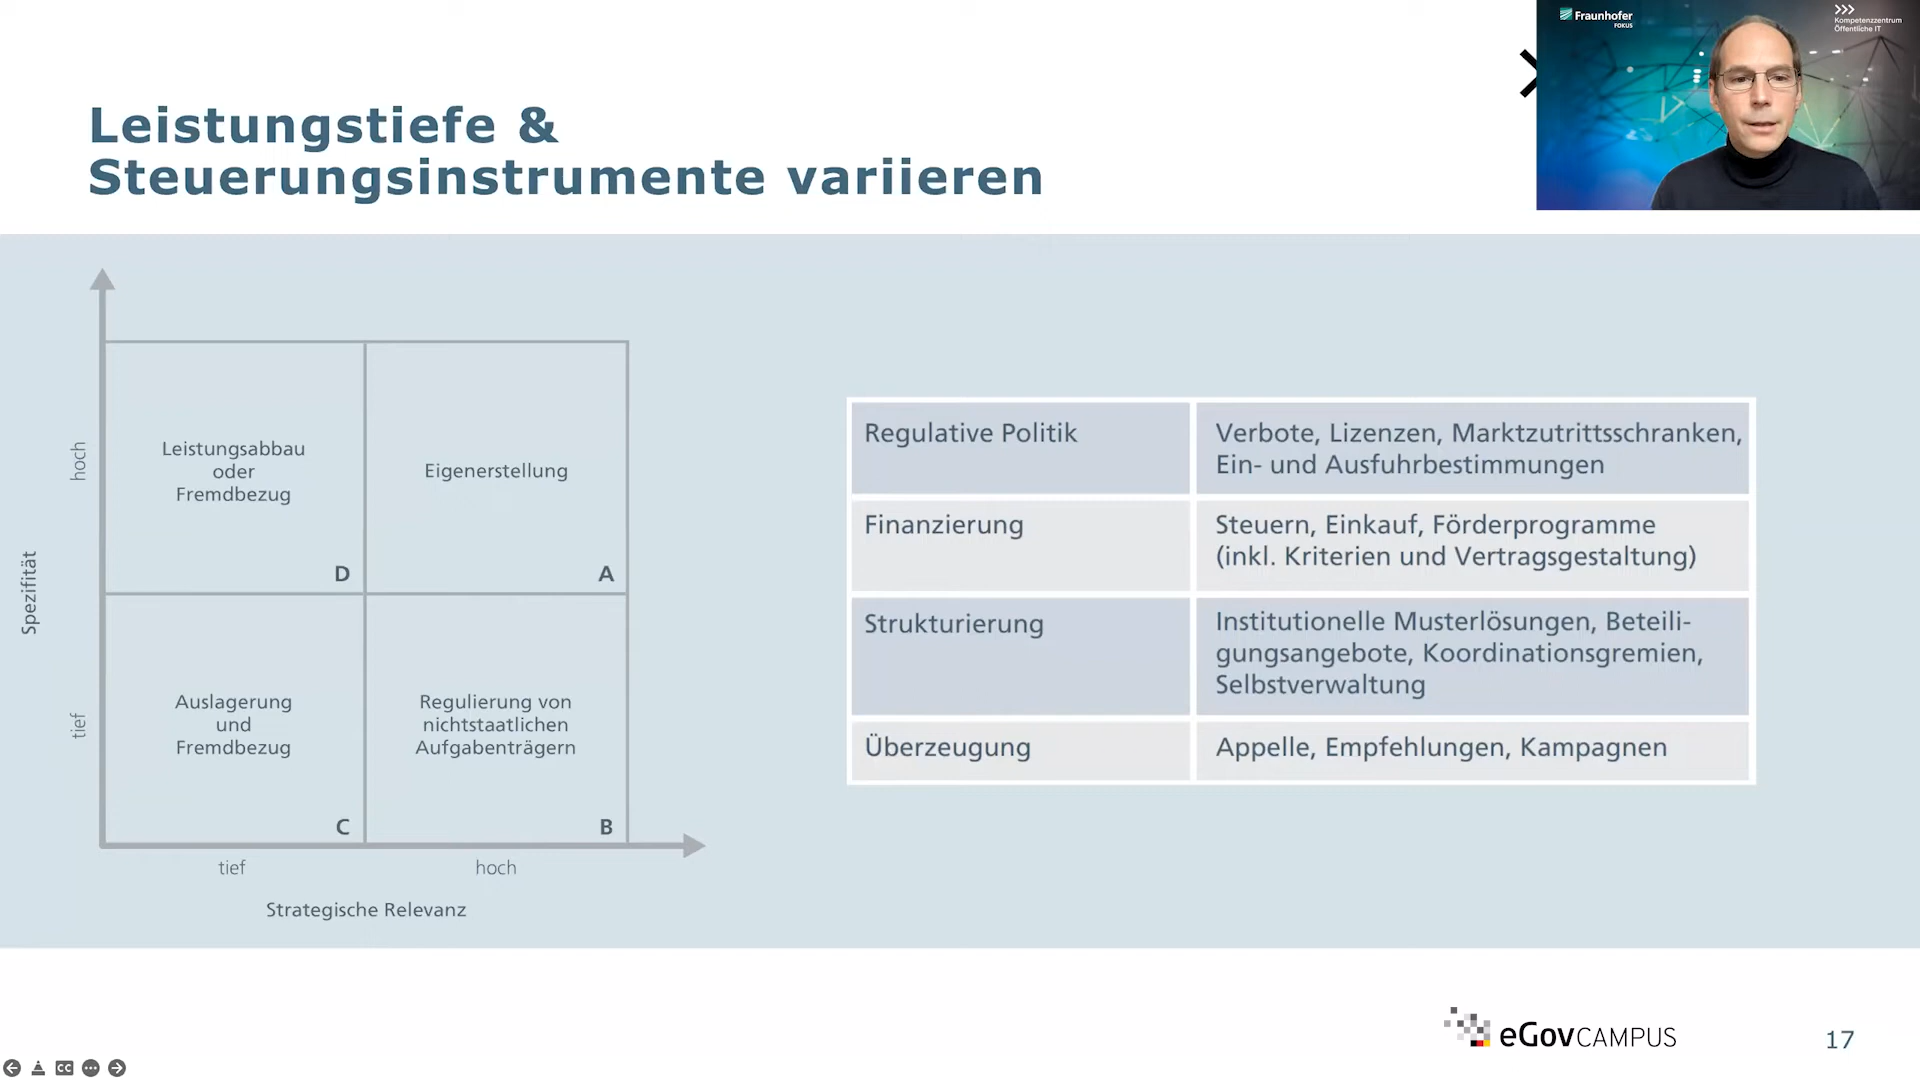 Fraunhofer
FOKUS
Kompetenzzentrum
Öffentliche IT
Leistungstiefe &
Steuerungsinstrumente variieren
Spezifität
hoch
tief
Leistungsabbau
oder
Fremdbezug
D
Eigenerstellung
A
Auslagerung
und
Fremdbezug
C
Regulierung von
nichtstaatlichen
Aufgabenträgern
B
tief
hoch
Strategische Relevanz
Regulative Politik
Verbote, Lizenzen, Marktzutrittsschranken,
Ein- und Ausfuhrbestimmungen
Finanzierung
Steuern, Einkauf, Förderprogramme
(inkl. Kriterien und Vertragsgestaltung)
Strukturierung
Institutionelle Musterlösungen, Beteili-
gungsangebote, Koordinationsgremien,
Selbstverwaltung
Überzeugung
Appelle, Empfehlungen, Kampagnen
eGovCAMPUS
17
CC